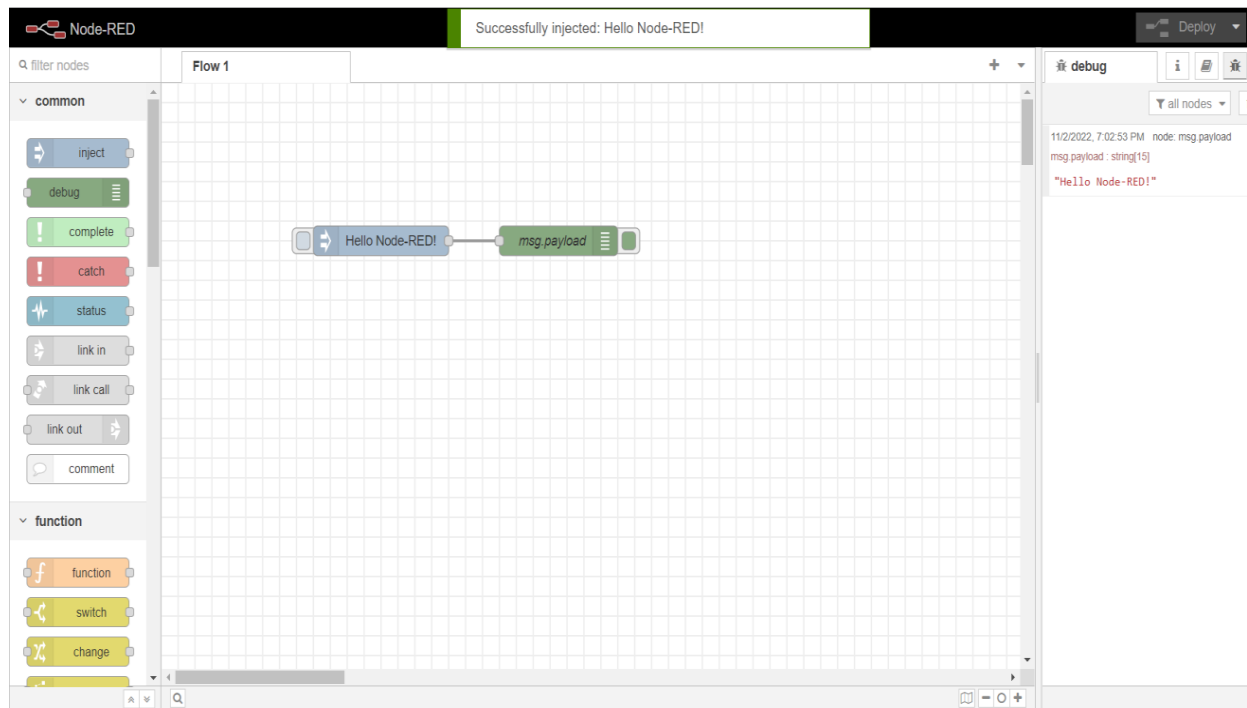 Node-RED
Successfully injected: Hello Node-RED!
Deploy
filter nodes
Flow 1
debug
i
common
all nodes
inject
debug
complete
catch
status
link in
link call
link out
comment
function
function
switch
change
Hello Node-RED!
msg.payload
11/2/2022, 7:02:53 PM node: msg.payload
msg.payload : string[15]
"Hello Node-RED!"